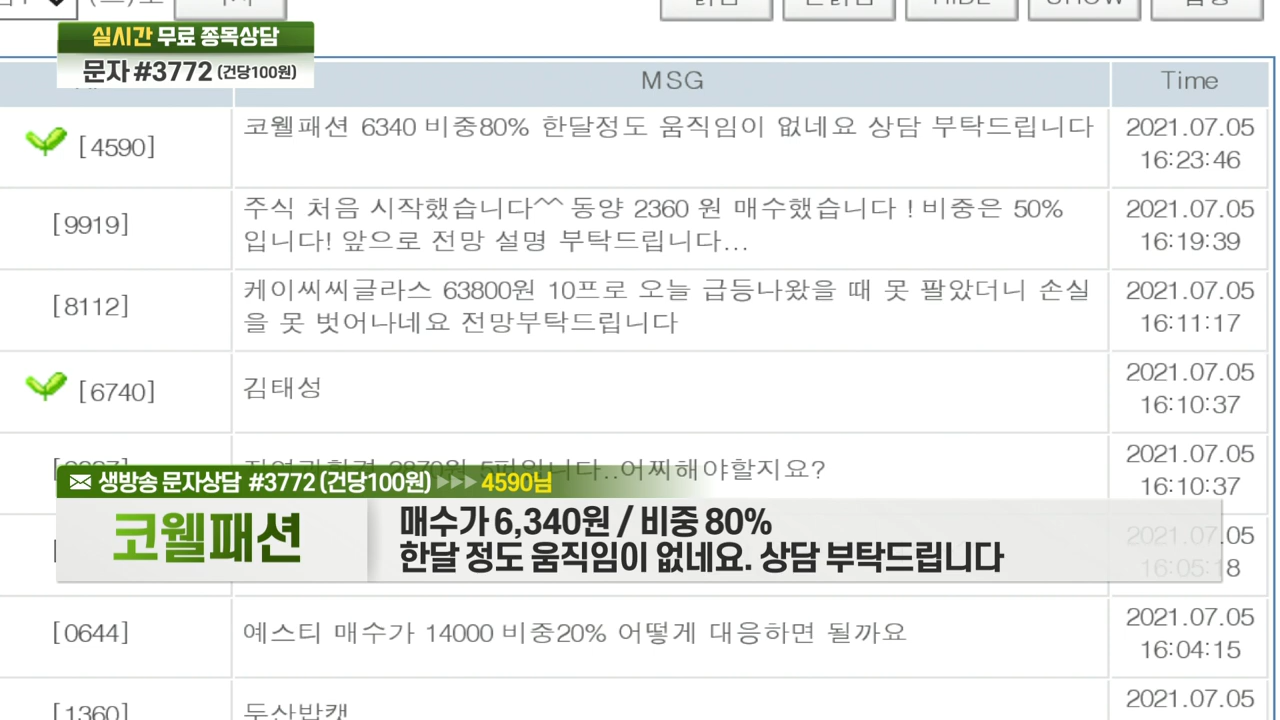 HIDE
SHOW
실시간 무료 종목상담
문자 #3772 (건당100원)
MSG
Time
[4590]
코웰패션 6340 비중80% 한달정도 움직임이 없네요 상담 부탁드립니다
2021.07.05
16:23:46
[9919]
주식 처음 시작했습니다^^ 동양 2360 원 매수했습니다 ! 비중은 50%
입니다! 앞으로 전망 설명 부탁드립니다...
2021.07.05
16:19:39
[8112]
케이씨씨글라스 63800원 10프로 오늘 급등나왔을 때 못 팔았더니 손실
을 못 벗어나네요 전망부탁드립니다
2021.07.05
16:11:17
[6740]
김태성
2021.07.05
16:10:37
어찌해야할지요?
2021.07.05
16:10:37
생방송 문자상담 #3772 (건당100원) 4590님
코웰패션
매수가 6,340원 / 비중 80%
한달 정도 움직임이 없네요. 상담 부탁드립니다
2021.07.05
16:05:18
[0644]
예스티 매수가 14000 비중20% 어떻게 대응하면 될까요
2021.07.05
16:04:15
[1360]
두산밥캣
2021.07.05